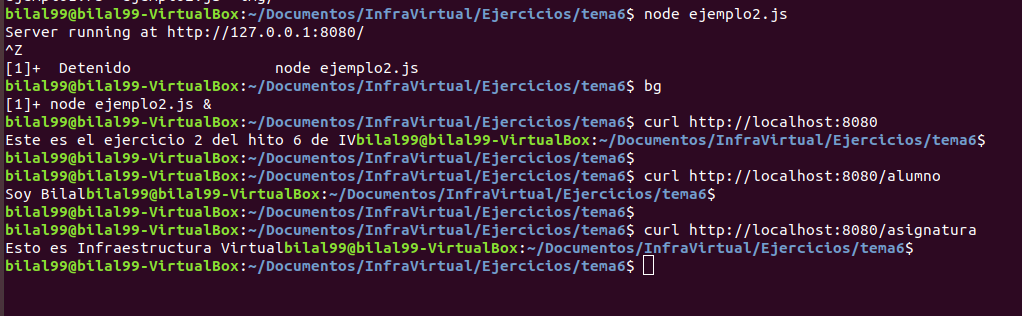 bilal99@bilal99-VirtualBox:~/Documentos/InfraVirtual/Ejercicios/tema6$ node ejemplo2.js
Server running at http://127.0.0.1:8080/
^Z
[1]+  Detenido                node ejemplo2.js
bilal99@bilal99-VirtualBox:~/Documentos/InfraVirtual/Ejercicios/tema6$ bg
[1]+ node ejemplo2.js &
bilal99@bilal99-VirtualBox:~/Documentos/InfraVirtual/Ejercicios/tema6$ curl http://localhost:8080
Este es el ejercicio 2 del hito 6 de IVbilal99@bilal99-VirtualBox:~/Documentos/InfraVirtual/Ejercicios/tema6$
bilal99@bilal99-VirtualBox:~/Documentos/InfraVirtual/Ejercicios/tema6$
bilal99@bilal99-VirtualBox:~/Documentos/InfraVirtual/Ejercicios/tema6$ curl http://localhost:8080/alumno
Soy Bilalbilal99@bilal99-VirtualBox:~/Documentos/InfraVirtual/Ejercicios/tema6$
bilal99@bilal99-VirtualBox:~/Documentos/InfraVirtual/Ejercicios/tema6$
bilal99@bilal99-VirtualBox:~/Documentos/InfraVirtual/Ejercicios/tema6$ curl http://localhost:8080/asignatura
Esto es Infraestructura Virtualbilal99@bilal99-VirtualBox:~/Documentos/InfraVirtual/Ejercicios/tema6$
bilal99@bilal99-VirtualBox:~/Documentos/InfraVirtual/Ejercicios/tema6$